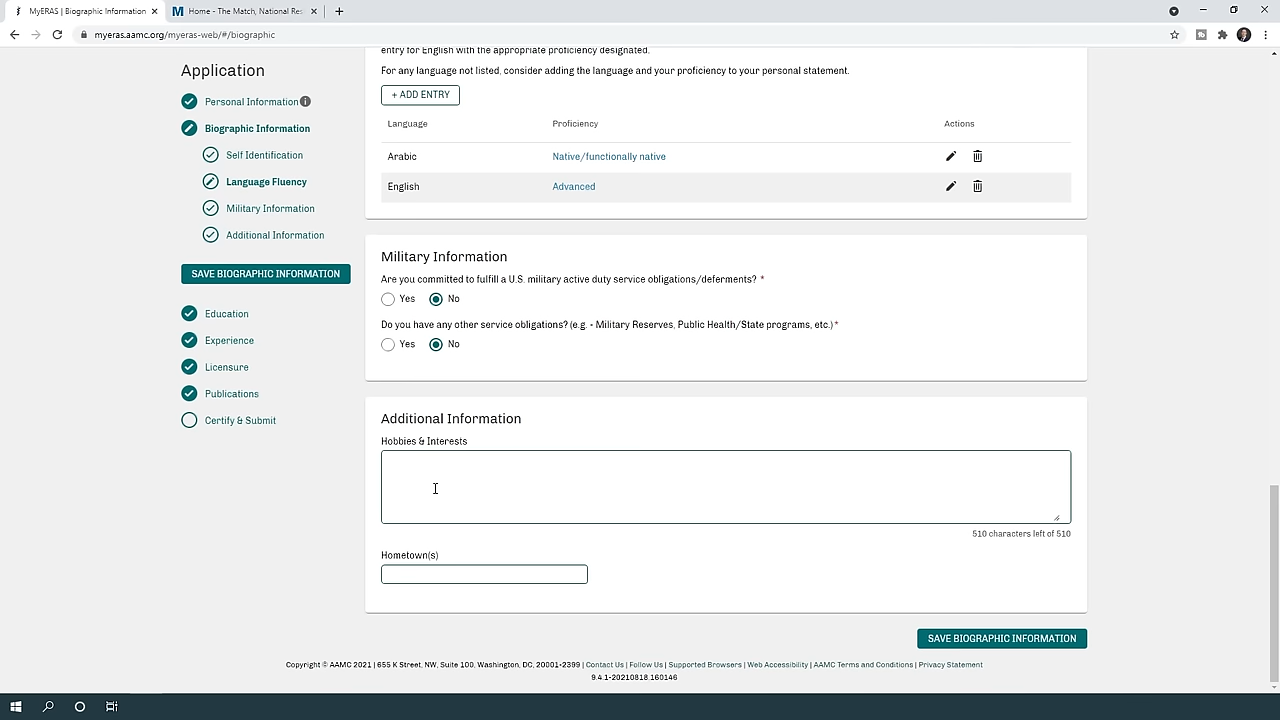 MyERAS | Biographic Information
Home - The Match, National Res
myeras.aamc.org/myeras-web/#/biographic
Application
Personal Information
Biographic Information
Self Identification
Language Fluency
Military Information
Additional Information
SAVE BIOGRAPHIC INFORMATION
Education
Experience
Licensure
Publications
Certify & Submit
entry for English with the appropriate proficiency designated.
For any language not listed, consider adding the language and your proficiency to your personal statement.
+ ADD ENTRY
Language Proficiency Actions
Arabic Native/functionally native
English Advanced
Military Information
Are you committed to fulfill a U.S. military active duty service obligations/deferments? *
Yes No
Do you have any other service obligations? (e.g. - Military Reserves, Public Health/State programs, etc.)*
Yes No
Additional Information
Hobbies & Interests
510 characters left of 510
Hometown(s)
SAVE BIOGRAPHIC INFORMATION
Copyright © AAMC 2021 | 655 K Street, NW, Suite 100, Washington, DC, 20001-2399 | Contact Us | Follow Us | Supported Browsers | Web Accessibility | AAMC Terms and Conditions | Privacy Statement
9.4.1-20210818.160146